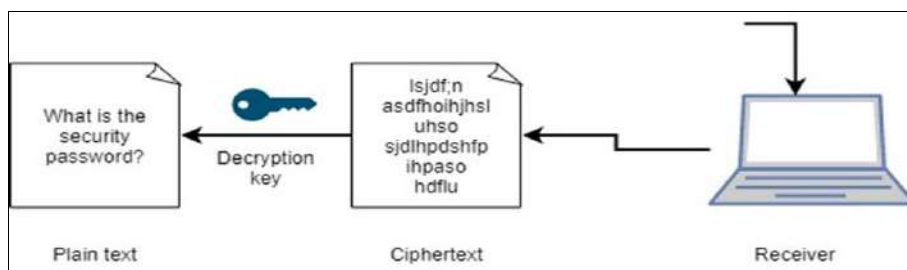 What is the
security
password?
Decryption
key
lsjdf;n
asdfhoihjhsl
uhso
sjdlhpdshfp
ihpaso
hdflu
Plain text
Ciphertext
Receiver